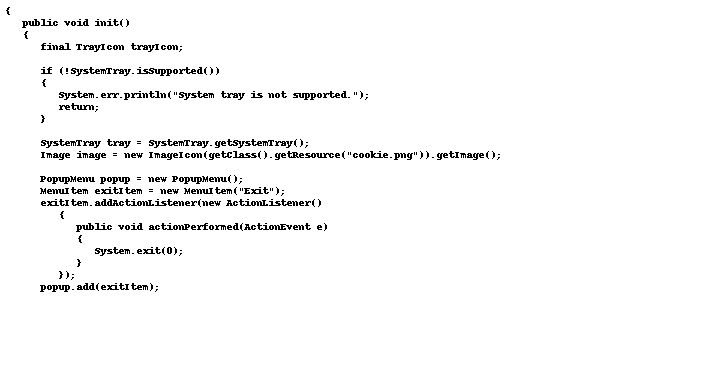 {
   public void init()
   {
      final TrayIcon trayIcon;

      if (!SystemTray.isSupported())
      {
         System.err.println("System tray is not supported.");
         return;
      }

      SystemTray tray = SystemTray.getSystemTray();
      Image image = new ImageIcon(getClass().getResource("cookie.png")).getImage();

      PopupMenu popup = new PopupMenu();
      MenuItem exitItem = new MenuItem("Exit");
      exitItem.addActionListener(new ActionListener()
         {
            public void actionPerformed(ActionEvent e)
            {
               System.exit(0);
            }
         });
      popup.add(exitItem);